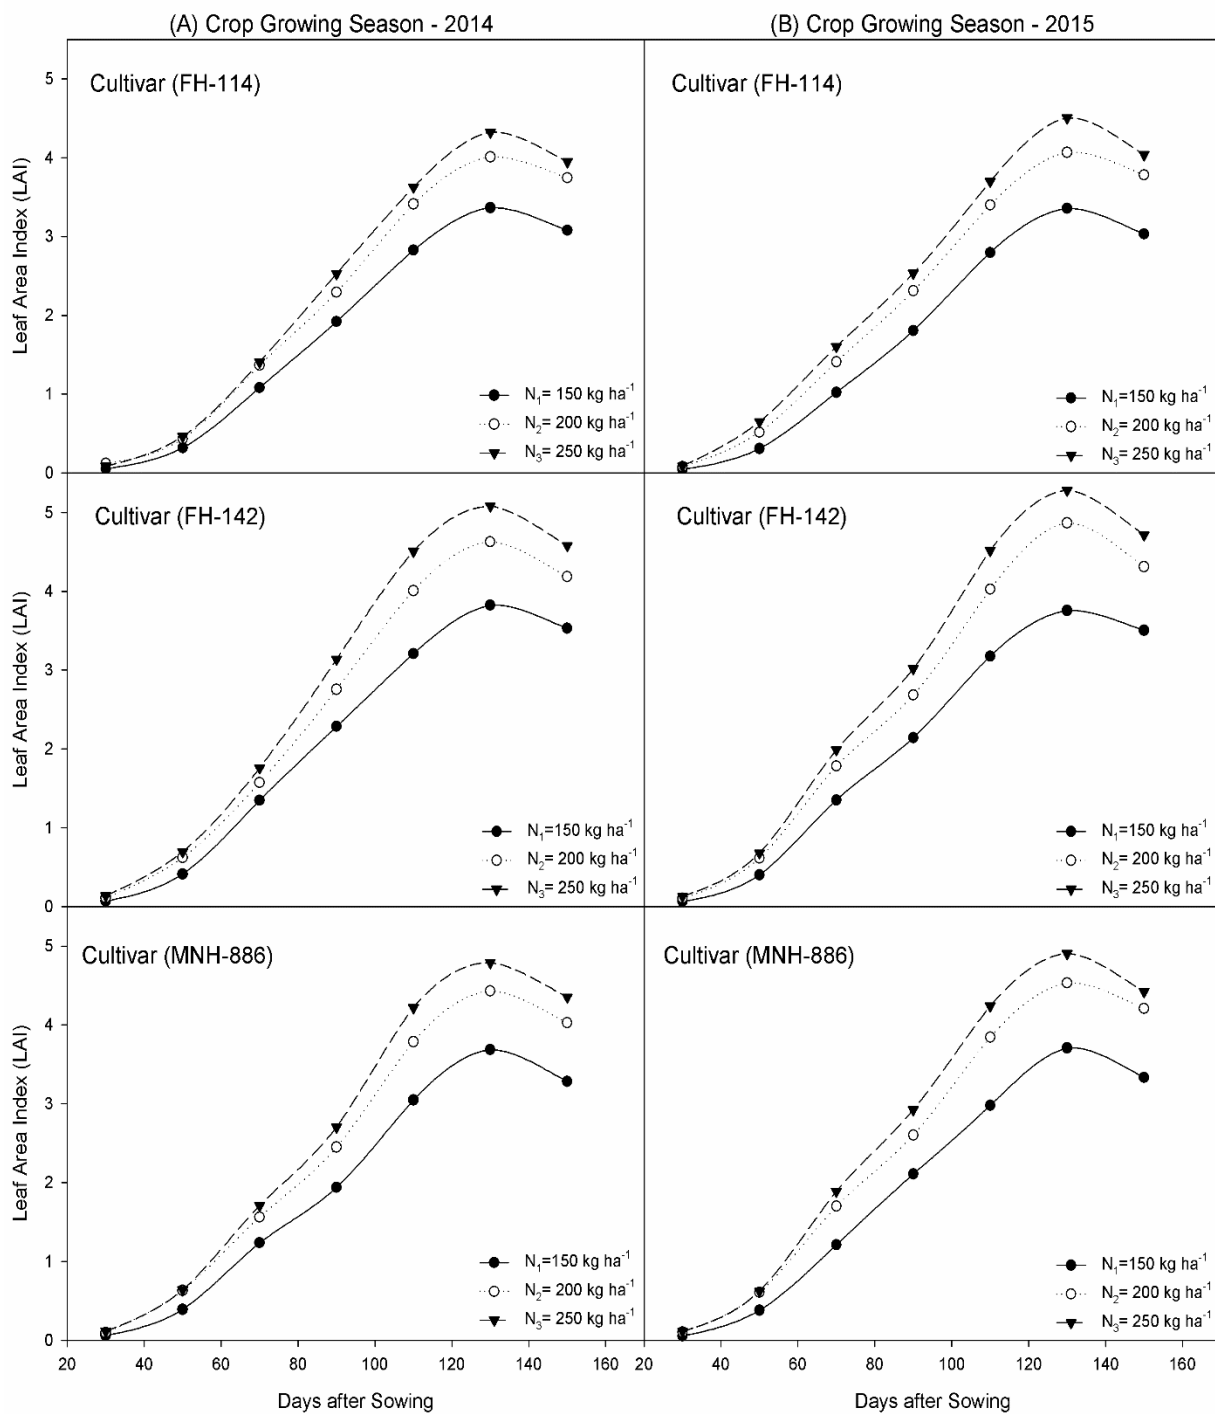 (A) Crop Growing Season - 2014
(B) Crop Growing Season - 2015
Leaf Area Index (LAI)
5
4
3
2
1
0
Cultivar (FH-114)
N₁= 150 kg ha⁻¹
N₂= 200 kg ha⁻¹
N₃= 250 kg ha⁻¹
Cultivar (FH-114)
N₁=150 kg ha⁻¹
N₂= 200 kg ha⁻¹
N₃= 250 kg ha⁻¹
Leaf Area Index (LAI)
5
4
3
2
1
0
Cultivar (FH-142)
N₁=150 kg ha⁻¹
N₂= 200 kg ha⁻¹
N₃= 250 kg ha⁻¹
Cultivar (FH-142)
N₁=150 kg ha⁻¹
N₂= 200 kg ha⁻¹
N₃= 250 kg ha⁻¹
Leaf Area Index (LAI)
5
4
3
2
1
0
Cultivar (MNH-886)
N₁=150 kg ha⁻¹
N₂= 200 kg ha⁻¹
N₃= 250 kg ha⁻¹
Cultivar (MNH-886)
N₁=150 kg ha⁻¹
N₂= 200 kg ha⁻¹
N₃= 250 kg ha⁻¹
20 40 60 80 100 120 140 160
20 40 60 80 100 120 140 160
Days after Sowing
Days after Sowing